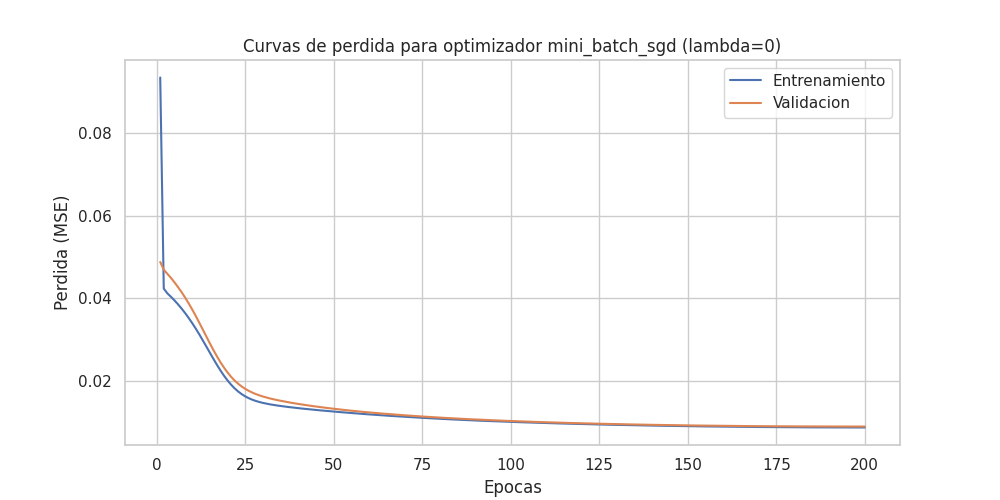 Curvas de perdida para optimizador mini_batch_sgd (lambda=0)
Entrenamiento
Validacion
Perdida (MSE)
0.08
0.06
0.04
0.02
0 25 50 75 100 125 150 175 200
Epocas